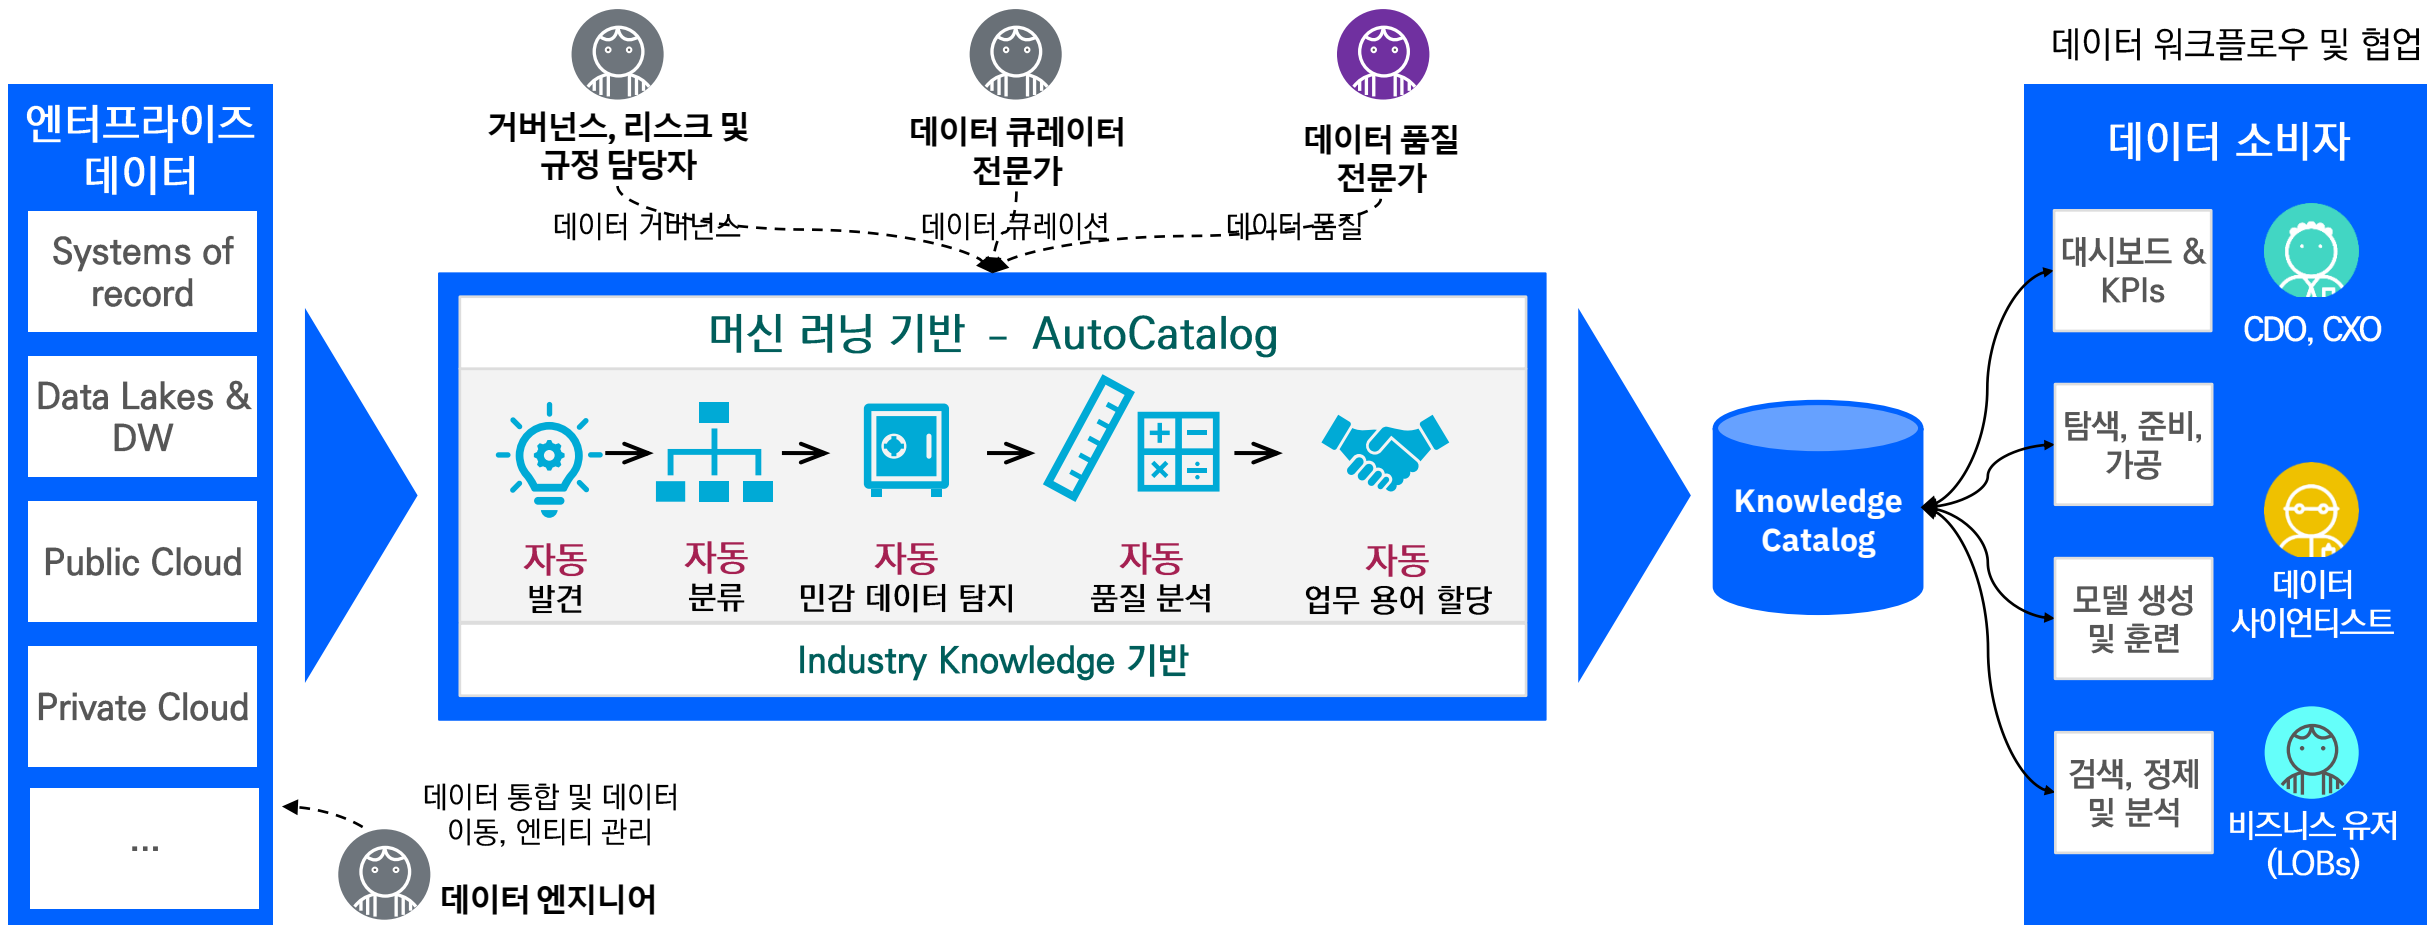 엔터프라이즈
데이터
Systems of
record
Data Lakes &
DW
Public Cloud
Private Cloud
...
데이터 통합 및 데이터
이동, 엔티티 관리
데이터 엔지니어
거버넌스, 리스크 및
규정 담당자
데이터 거버넌스
데이터 큐레이터
전문가
데이터 큐레이션
데이터 품질
전문가
데이터 품질
머신 러닝 기반 – AutoCatalog
자동
발견
자동
분류
자동
민감 데이터 탐지
자동
품질 분석
자동
업무 용어 할당
Industry Knowledge 기반
Knowledge
Catalog
데이터 워크플로우 및 협업
데이터 소비자
대시보드 &
KPIs
CDO, CXO
탐색, 준비,
가공
데이터
사이언티스트
모델 생성
및 훈련
검색, 정제
및 분석
비즈니스 유저
(LOBs)